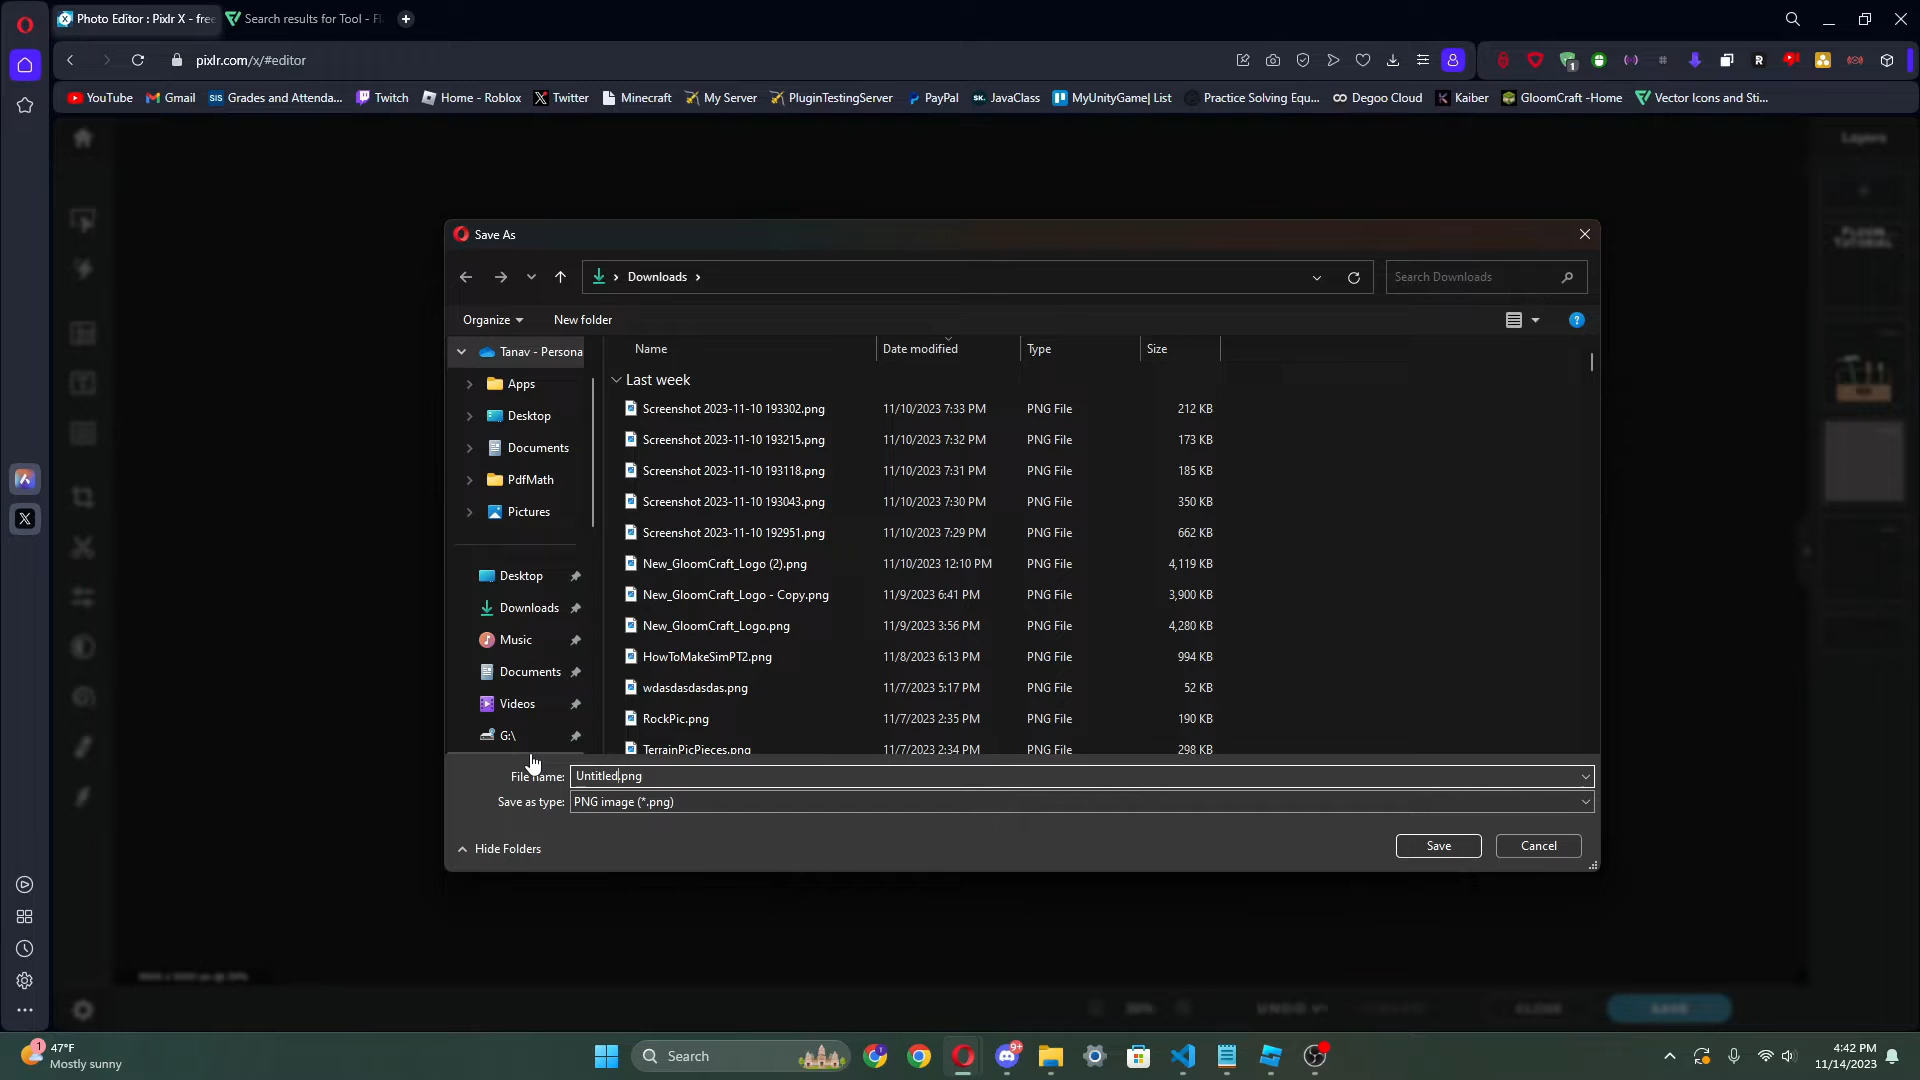 Photo Editor : Pixlr X - free
Search results for Tool - Fl
pixlr.com/x/#editor
YouTube
Gmail
SIS Grades and Attenda...
Twitch
Home - Roblox
Twitter
Minecraft
My Server
PluginTestingServer
PayPal
sk. JavaClass
MyUnityGame| List
Practice Solving Equ...
Degoo Cloud
Kaiber
GloomCraft -Home
Vector Icons and Sti...
Layers
Save As
Downloads
Search Downloads
Organize
New folder
Name
Date modified
Type
Size
Tanav - Persona
Apps
Desktop
Documents
PdfMath
Pictures
Desktop
Downloads
Music
Documents
Videos
G:\
Last week
Screenshot 2023-11-10 193302.png 11/10/2023 7:33 PM PNG File 212 KB
Screenshot 2023-11-10 193215.png 11/10/2023 7:32 PM PNG File 173 KB
Screenshot 2023-11-10 193118.png 11/10/2023 7:31 PM PNG File 185 KB
Screenshot 2023-11-10 193043.png 11/10/2023 7:30 PM PNG File 350 KB
Screenshot 2023-11-10 192951.png 11/10/2023 7:29 PM PNG File 662 KB
New_GloomCraft_Logo (2).png 11/10/2023 12:10 PM PNG File 4,119 KB
New_GloomCraft_Logo - Copy.png 11/9/2023 6:41 PM PNG File 3,900 KB
New_GloomCraft_Logo.png 11/9/2023 3:56 PM PNG File 4,280 KB
HowToMakeSimPT2.png 11/8/2023 6:13 PM PNG File 994 KB
wdasdasdasdas.png 11/7/2023 5:17 PM PNG File 52 KB
RockPic.png 11/7/2023 2:35 PM PNG File 190 KB
TerrainPicPieces.png 11/7/2023 2:34 PM PNG File 298 KB
File name: Untitled.png
Save as type: PNG image (*.png)
Hide Folders
Save
Cancel
UNDO
CLOSE
SAVE
47°F
Mostly sunny
Search
9+
4:42 PM
11/14/2023